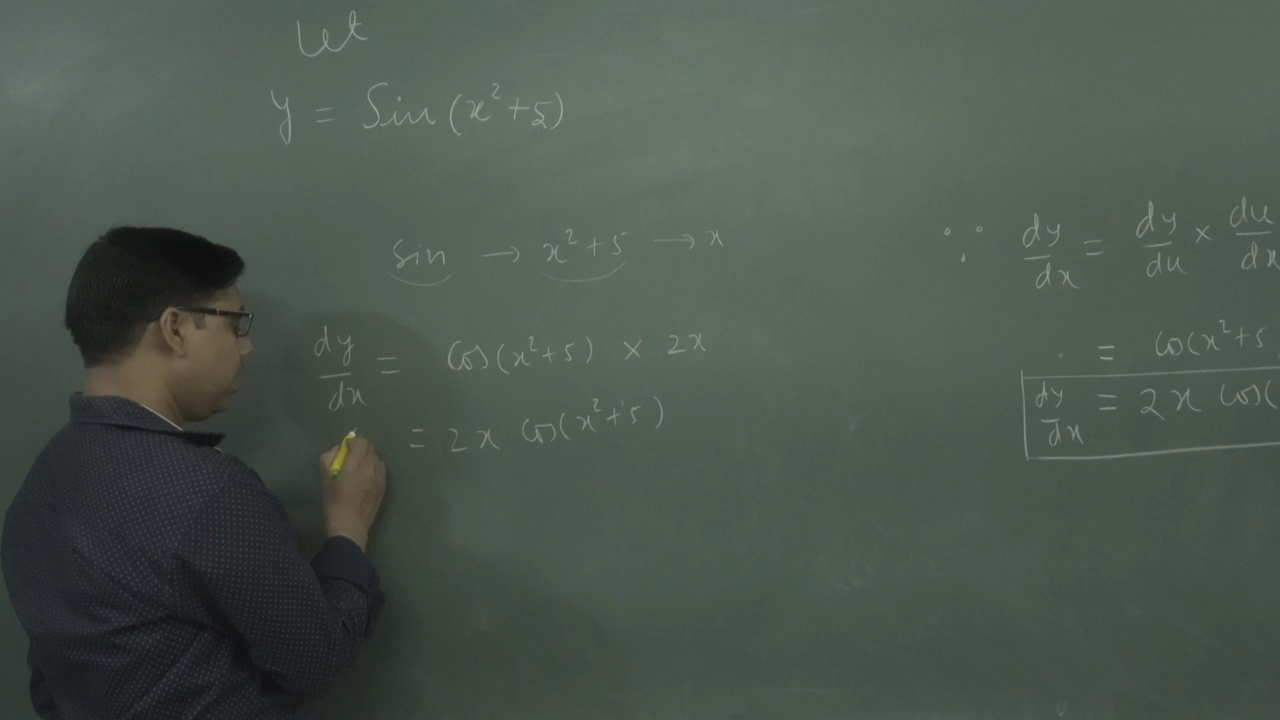 Let
y = Sin (x²+5)
Sin → x²+5 → x
dy/dx = Cos(x²+5) × 2x
= 2x Cos(x²+5)
∵ dy/dx = dy/du × du/dx
= Cos(x²+5
dy/dx = 2x Cos(